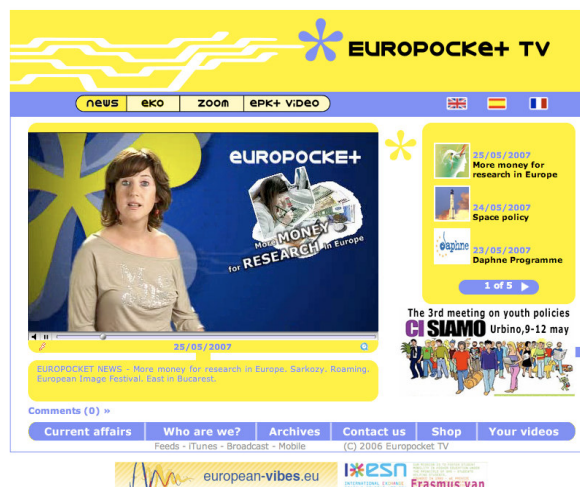 EUROPOCKET TV
news
EKO
ZOOM
EPK+ VIDEO
EUROPOCKET
More MONEY
for RESEARCH in Europe
25/05/2007
EUROPOCKET NEWS - More money for research in Europe. Sarkozy. Roaming.
European Image Festival. East in Bucarest.
Comments (0) »
25/05/2007
More money for
research in Europe
24/05/2007
Space policy
daphne
23/05/2007
Daphne Programme
1 of 5
The 3rd meeting on youth policies
CI SIAMO Urbino,9-12 may
Current affairs
Who are we?
Archives
Contact us
Shop
Your videos
Feeds - iTunes - Broadcast - Mobile
(C) 2006 Europocket TV
european-vibes.eu
esn
INTERNATIONAL EXCHANGE
Erasmus van